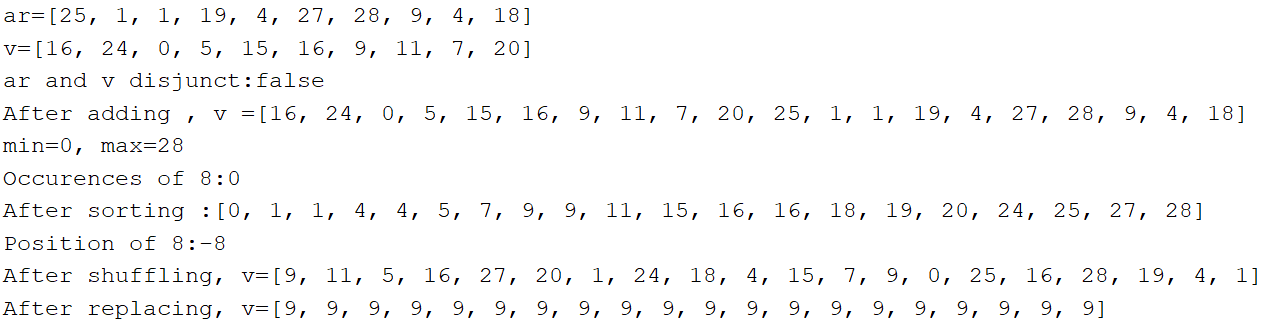 ar=[25, 1, 1, 19, 4, 27, 28, 9, 4, 18]
v=[16, 24, 0, 5, 15, 16, 9, 11, 7, 20]
ar and v disjunct:false
After adding , v =[16, 24, 0, 5, 15, 16, 9, 11, 7, 20, 25, 1, 1, 19, 4, 27, 28, 9, 4, 18]
min=0, max=28
Occurences of 8:0
After sorting :[0, 1, 1, 4, 4, 5, 7, 9, 9, 11, 15, 16, 16, 18, 19, 20, 24, 25, 27, 28]
Position of 8:-8
After shuffling, v=[9, 11, 5, 16, 27, 20, 1, 24, 18, 4, 15, 7, 9, 0, 25, 16, 28, 19, 4, 1]
After replacing, v=[9, 9, 9, 9, 9, 9, 9, 9, 9, 9, 9, 9, 9, 9, 9, 9, 9, 9, 9, 9]